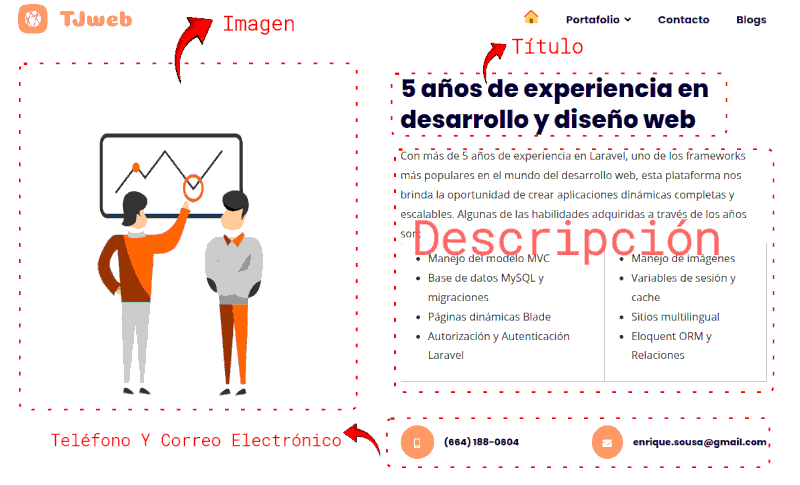 TJweb
Portafolio
Contacto
Blogs
Imagen
Título
5 años de experiencia en
desarrollo y diseño web
Con más de 5 años de experiencia en Laravel, uno de los frameworks
más populares en el mundo del desarrollo web, esta plataforma nos
brinda la oportunidad de crear aplicaciones dinámicas completas y
escalables. Algunas de las habilidades adquiridas a través de los años
son:
Descripción
Manejo del modelo MVC
Base de datos MySQL y
migraciones
Páginas dinámicas Blade
Autorización y Autenticación
Laravel
Manejo de imágenes
Variables de sesión y
cache
Sitios multilingual
Eloquent ORM y
Relaciones
Teléfono Y Correo Electrónico
(664) 188-0604
enrique.sousa@gmail.com